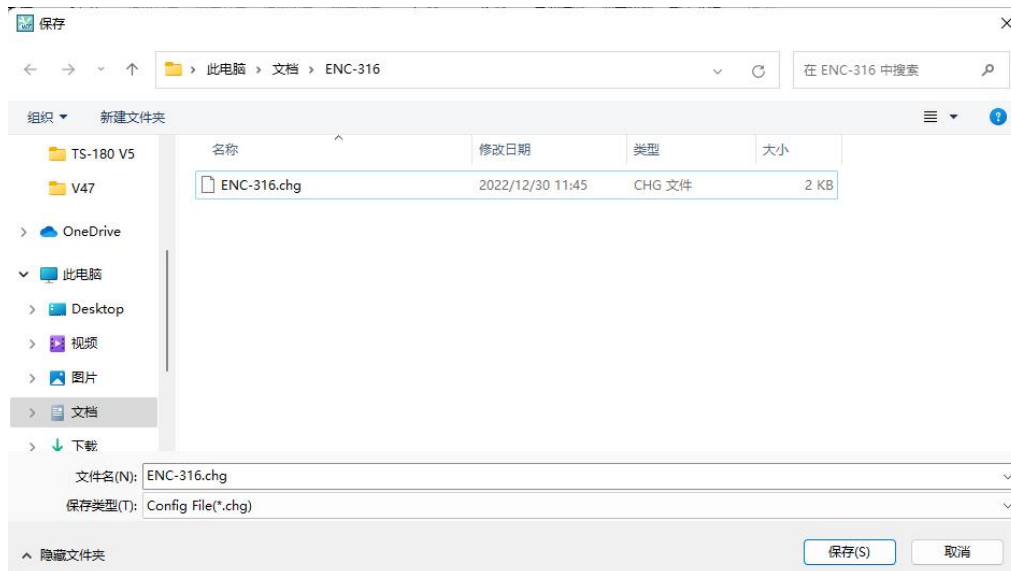 保存
此电脑 › 文档 › ENC-316
在 ENC-316 中搜索
组织 新建文件夹
名称 修改日期 类型 大小
TS-180 V5
ENC-316.chg 2022/12/30 11:45 CHG 文件 2 KB
V47
OneDrive
此电脑
Desktop
视频
图片
文档
下载
文件名(N): ENC-316.chg
保存类型(T): Config File(*.chg)
隐藏文件夹 保存(S) 取消